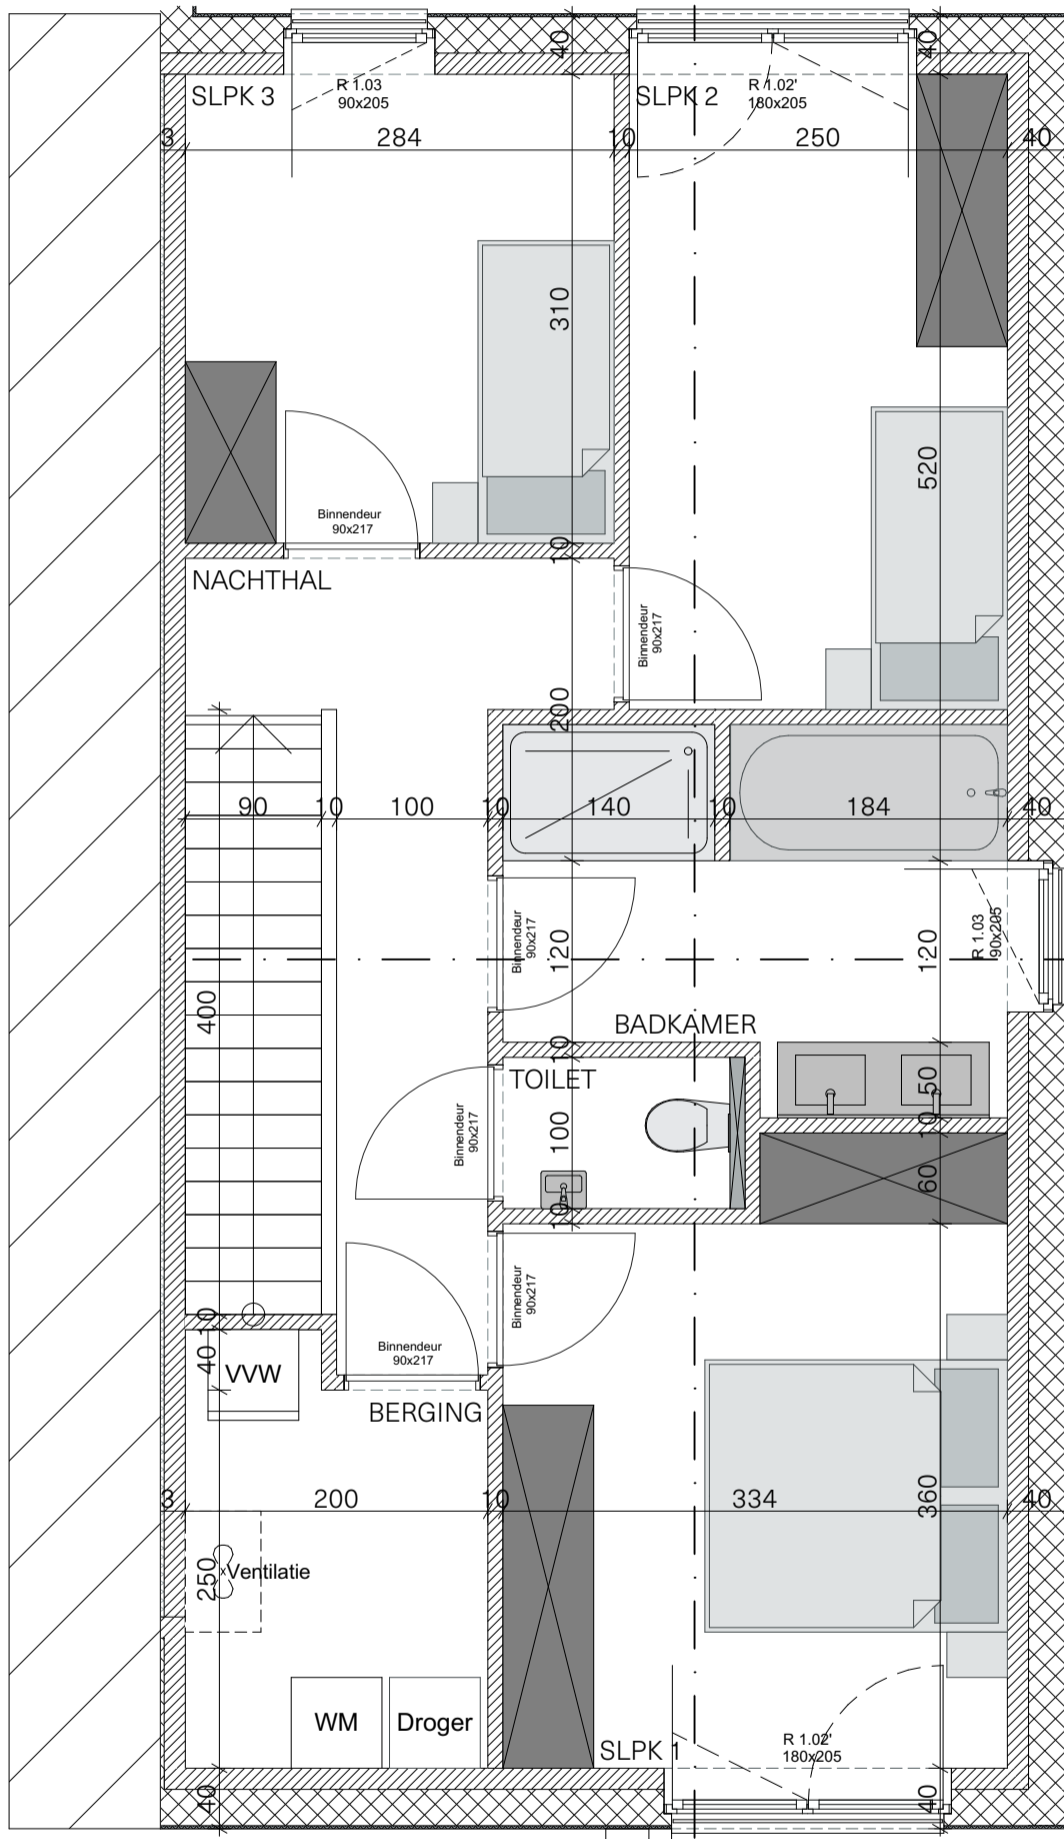 40
40
SLPK 3
R 1.03
90x205
SLPK 2
R 1.02'
180x205
3
284
10
250
40
310
520
Binnendeur
90x217
10
NACHTHAL
Binnendeur
90x217
200
90
10
100
10
140
10
184
40
Binnendeur
90x217
120
120
R 1.03
90x205
400
BADKAMER
10
TOILET
50
Binnendeur
90x217
100
10
60
10
Binnendeur
90x217
10
40
VVW
Binnendeur
90x217
BERGING
3
200
10
334
360
40
250
Ventilatie
WM
Droger
SLPK 1
R 1.02'
180x205
40
40